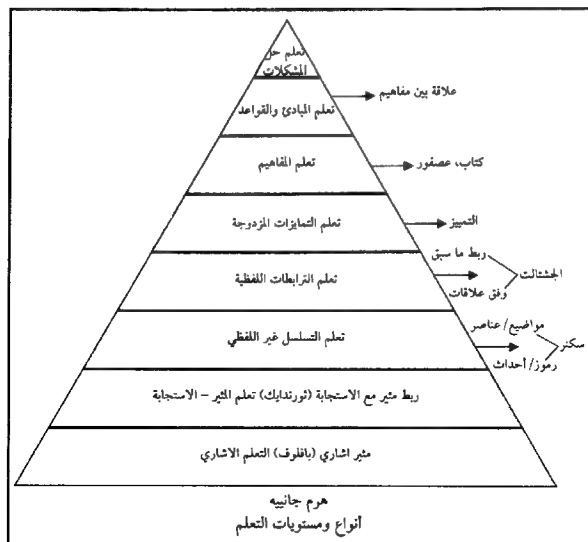 تعلم حل
المشكلات
تعلم المبادئ والقواعد
علاقة بين مفاهيم
تعلم المفاهيم
كتاب، عصفور
تعلم التمايزات المزدوجة
التمييز
تعلم الترابطات اللفظية
ربط ما سبق
وفق علاقات
الجشتالت
تعلم التسلسل غير اللفظي
مواضيع/ عناصر
رموز/ أحداث
سكنر
ربط مثير مع الاستجابة (ثورندايك) تعلم المثير – الاستجابة
مثير اشاري (بافلوف) التعلم الاشاري
هرم جانييه
أنواع ومستويات التعلم